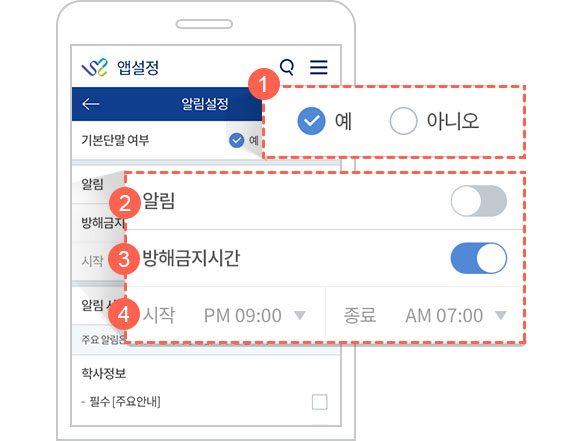 앱설정
알림설정
1
예 아니오
기본단말 여부 예
알림
2 알림
방해금지
3 방해금지시간
시작
4 시작 PM 09:00 종료 AM 07:00
알림
주요 알림은
학사정보
- 필수 [주요안내]